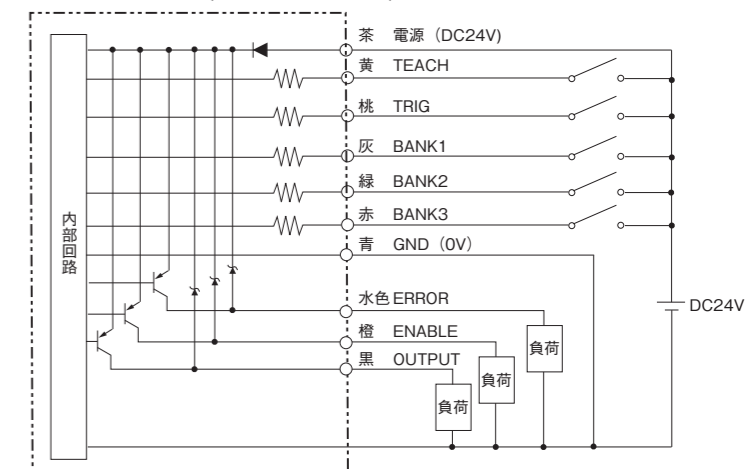 茶 電源（DC24V)
黄 TEACH
桃 TRIG
灰 BANK1
緑 BANK2
赤 BANK3
青 GND（0V）
内部回路
水色 ERROR
DC24V
橙 ENABLE
負荷
黒 OUTPUT
負荷
負荷